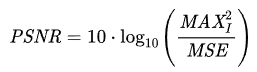 PSNR = 10 · log₁₀ (MAX_I² / MSE)